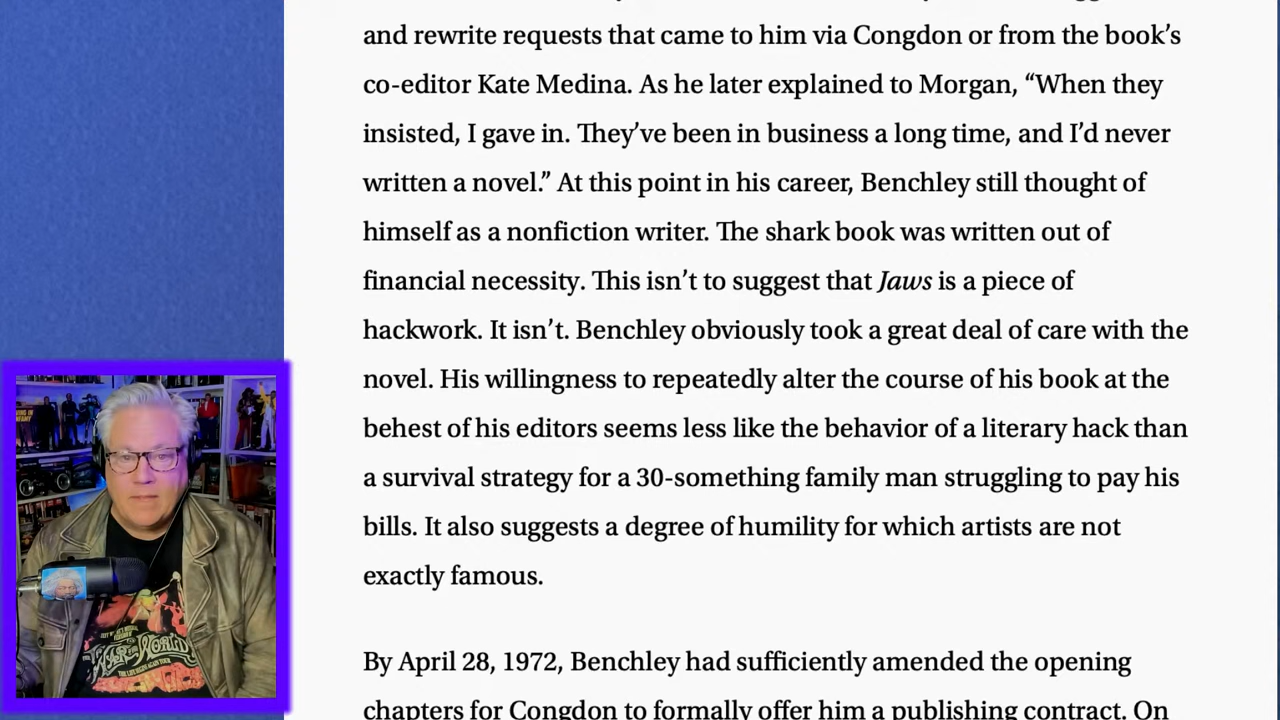 and rewrite requests that came to him via Congdon or from the book’s
co-editor Kate Medina. As he later explained to Morgan, “When they
insisted, I gave in. They’ve been in business a long time, and I’d never
written a novel.” At this point in his career, Benchley still thought of
himself as a nonfiction writer. The shark book was written out of
financial necessity. This isn’t to suggest that Jaws is a piece of
hackwork. It isn’t. Benchley obviously took a great deal of care with the
novel. His willingness to repeatedly alter the course of his book at the
behest of his editors seems less like the behavior of a literary hack than
a survival strategy for a 30-something family man struggling to pay his
bills. It also suggests a degree of humility for which artists are not
exactly famous.
By April 28, 1972, Benchley had sufficiently amended the opening
chapters for Congdon to formally offer him a publishing contract. On